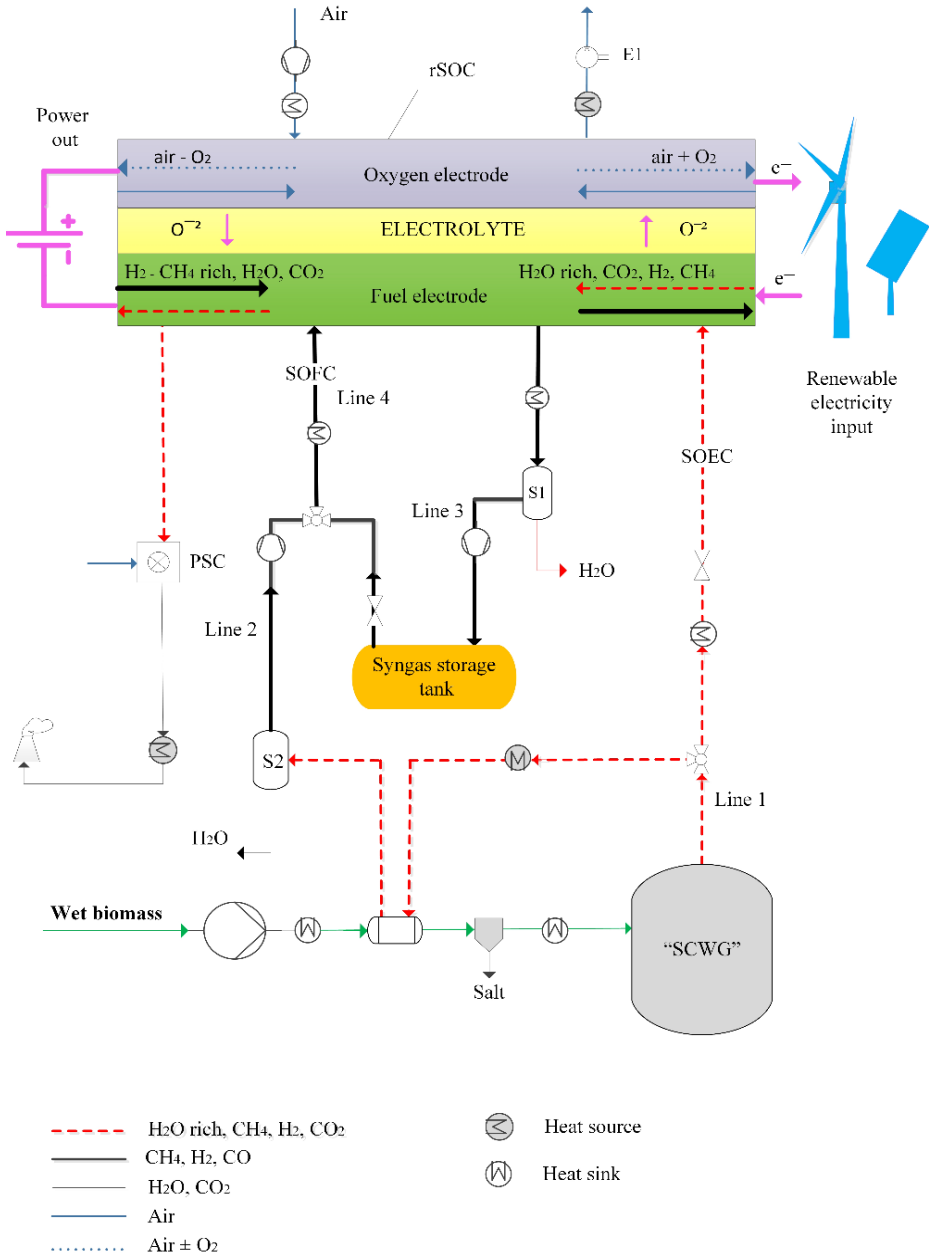 Air
E1
rSOC
Power
out
air - O₂
air + O₂
Oxygen electrode
e⁻
+
O⁻²
ELECTROLYTE
O⁻²
H₂ - CH₄ rich, H₂O, CO₂
H₂O rich, CO₂, H₂, CH₄
Fuel electrode
e⁻
SOFC
Line 4
Renewable
electricity
input
SOEC
S1
Line 3
H₂O
PSC
Line 2
Syngas storage
tank
S2
Line 1
H₂O
Wet biomass
"SCWG"
Salt
H₂O rich, CH₄, H₂, CO₂
Heat source
CH₄, H₂, CO
Heat sink
H₂O, CO₂
Air
Air ± O₂